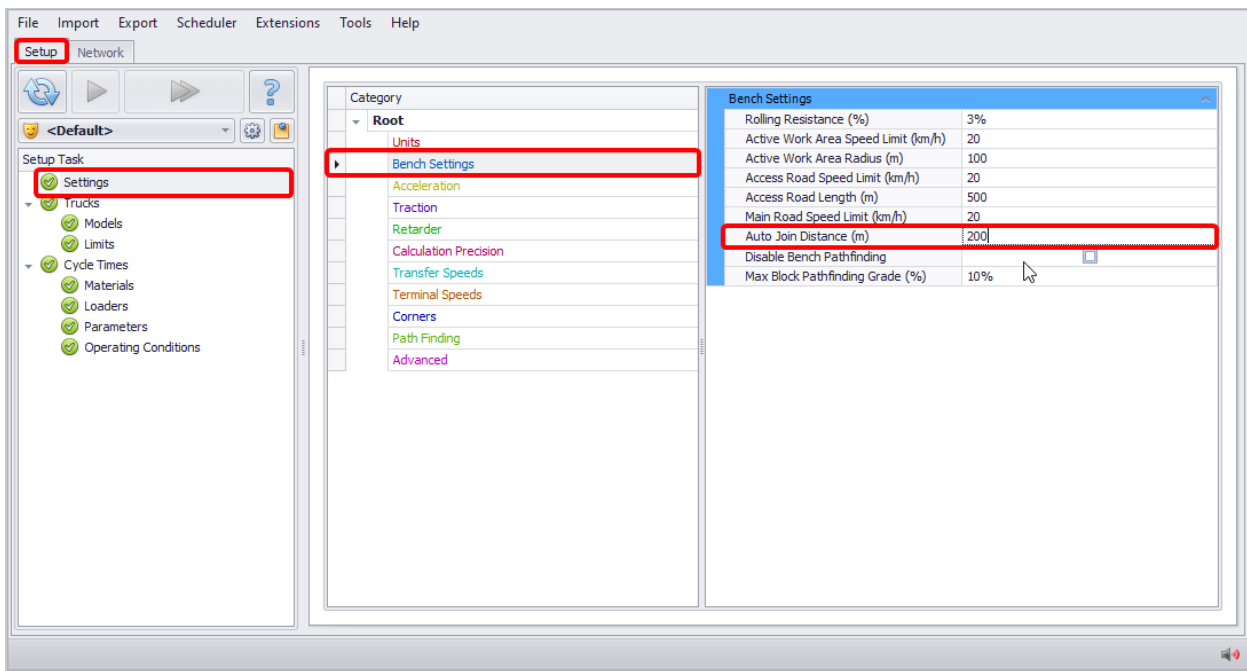 File Import Export Scheduler Extensions Tools Help
Setup Network
<Default>
Setup Task
Settings
Trucks
Models
Limits
Cycle Times
Materials
Loaders
Parameters
Operating Conditions
Category
Root
Units
Bench Settings
Acceleration
Traction
Retarder
Calculation Precision
Transfer Speeds
Terminal Speeds
Corners
Path Finding
Advanced
Bench Settings
Rolling Resistance (%) 3%
Active Work Area Speed Limit (km/h) 20
Active Work Area Radius (m) 100
Access Road Speed Limit (km/h) 20
Access Road Length (m) 500
Main Road Speed Limit (km/h) 20
Auto Join Distance (m) 200
Disable Bench Pathfinding
Max Block Pathfinding Grade (%) 10%